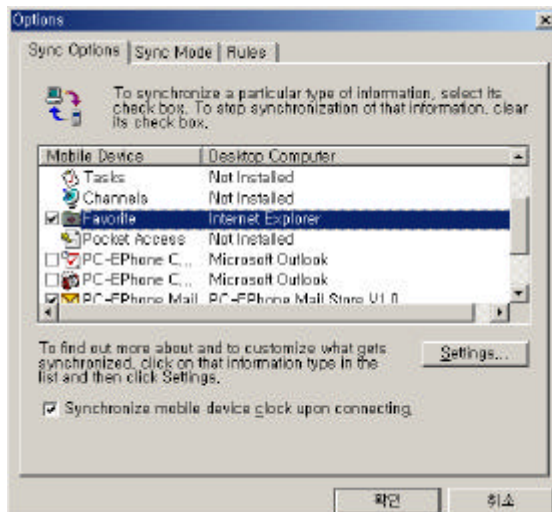 Options
Sync Options | Sync Mode | Rules
To synchronize a particular type of information, select its
check box. To stop synchronization of that information, clear
its check box.
Mobile Device Desktop Computer
Tasks Not Installed
Channels Not Installed
Favorite Internet Explorer
Pocket Access Not Installed
PC-EPhone C... Microsoft Outlook
PC-EPhone C... Microsoft Outlook
PC-EPhone Mail PC-EPhone Mail Store V1.0
To find out more about and to customize what gets
synchronized, click on that information type in the
list and then click Settings.
Settings...
Synchronize mobile device clock upon connecting.
확인 취소